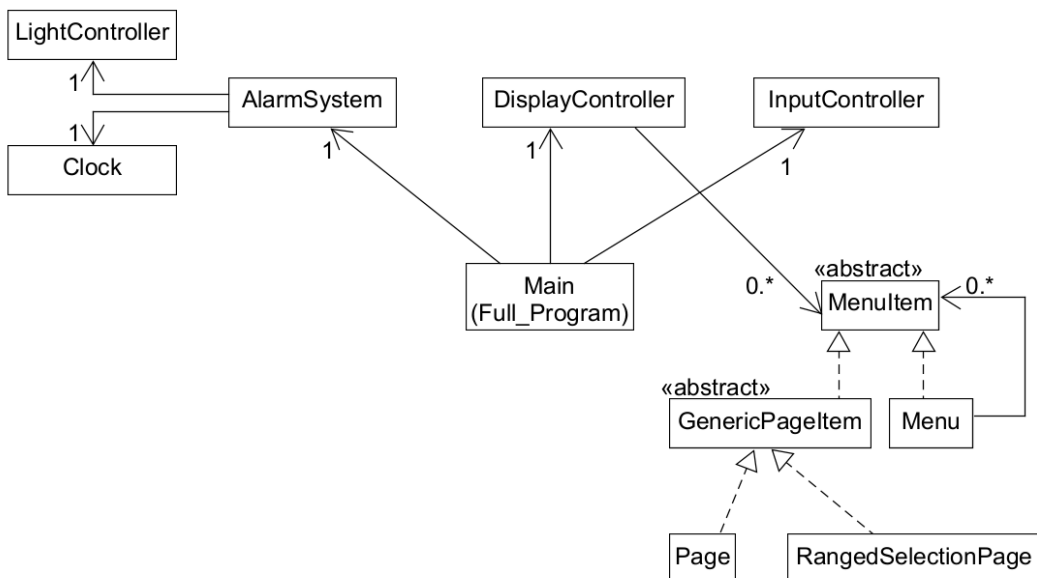 LightController
1
AlarmSystem
DisplayController
InputController
1
Clock
1
1
1
Main
(Full_Program)
0.*
«abstract»
MenuItem
0.*
«abstract»
GenericPageItem
Menu
Page
RangedSelectionPage